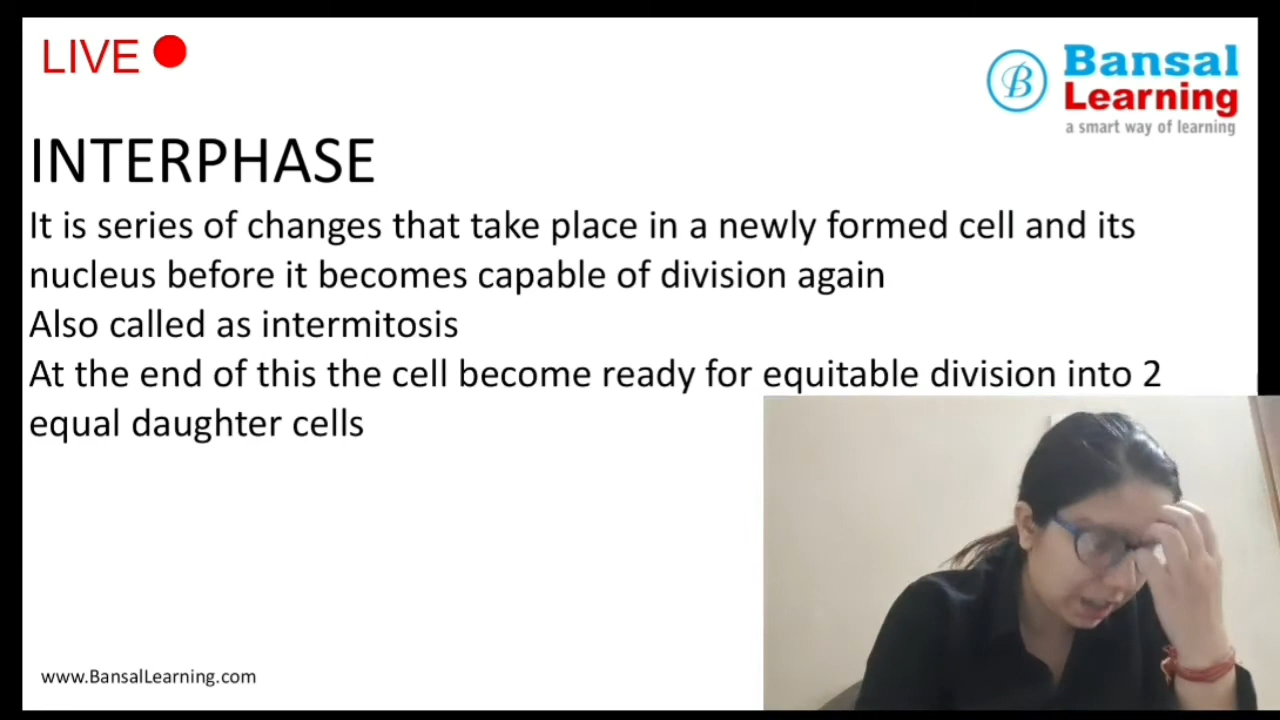 LIVE
Bansal
Learning
a smart way of learning
INTERPHASE
It is series of changes that take place in a newly formed cell and its
nucleus before it becomes capable of division again
Also called as intermitosis
At the end of this the cell become ready for equitable division into 2
equal daughter cells
www.BansalLearning.com